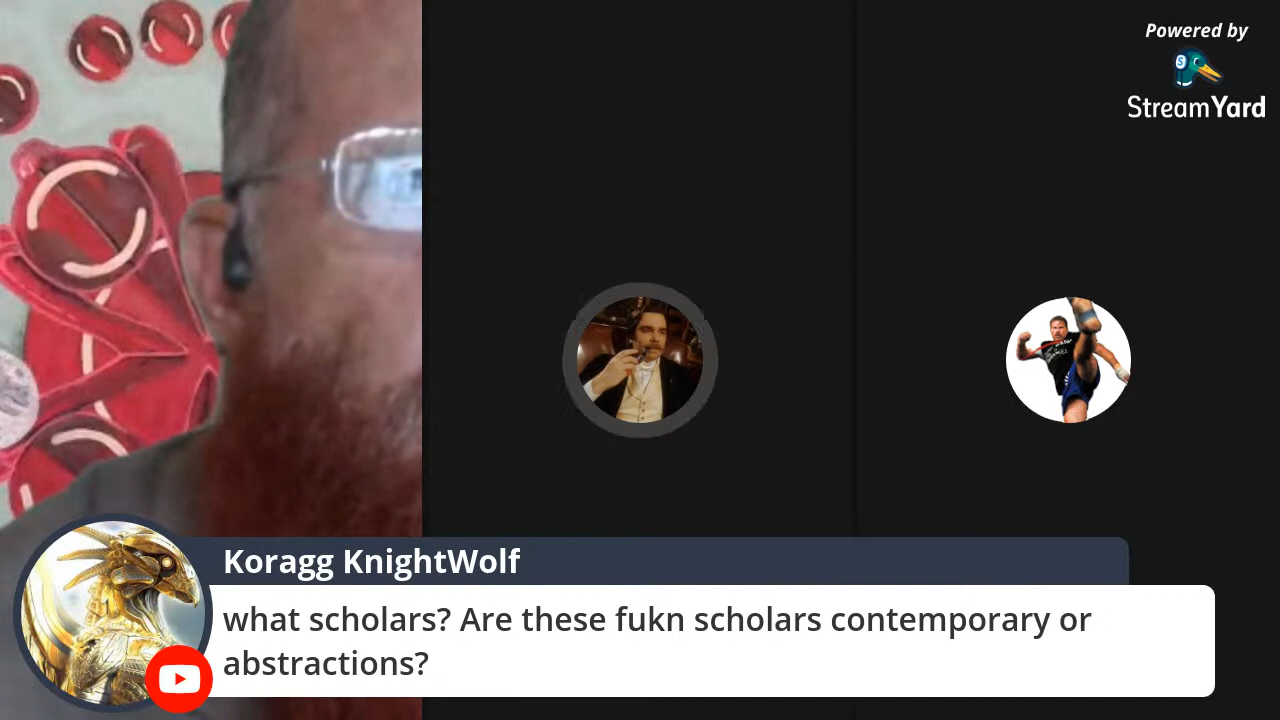 Powered by
StreamYard
Koragg KnightWolf
what scholars? Are these fukn scholars contemporary or
abstractions?